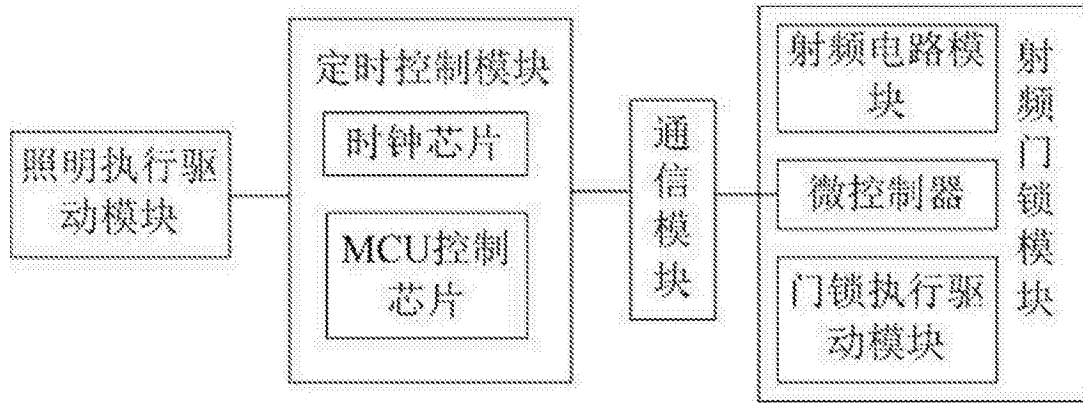 照明执行驱
动模块
定时控制模块
时钟芯片
MCU控制
芯片
通
信
模
块
射频电路模
块
微控制器
门锁执行驱
动模块
射
频
门
锁
模
块